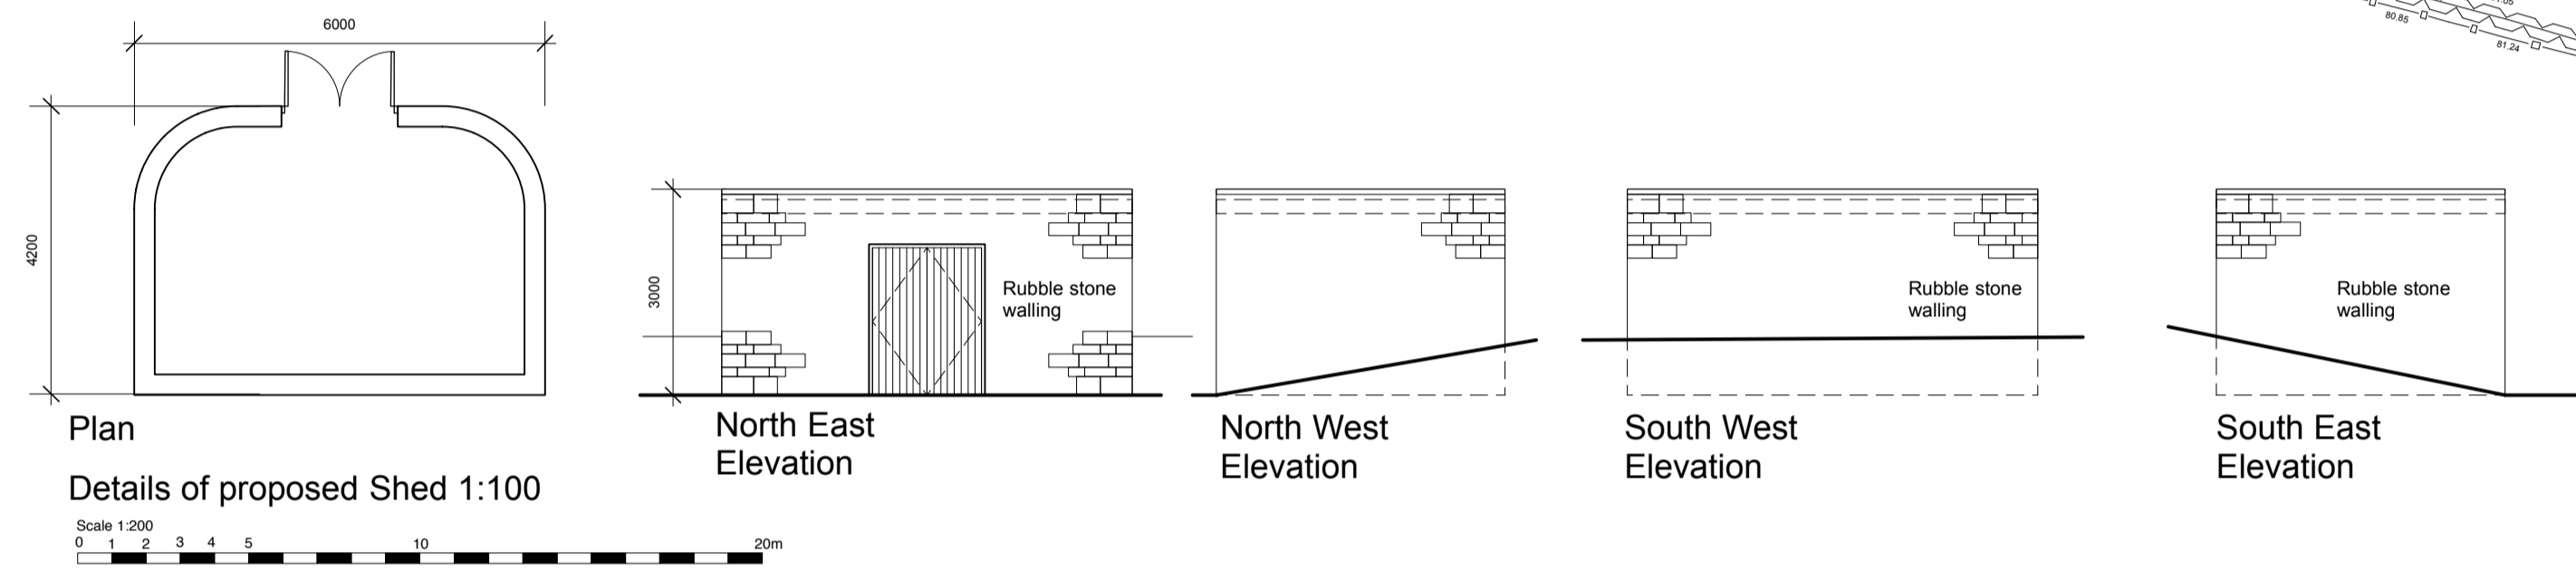 6000
4200
Plan
Details of proposed Shed 1:100
Scale 1:200
0 1 2 3 4 5 10 20m
3000
Rubble stone
walling
North East
Elevation
North West
Elevation
Rubble stone
walling
South West
Elevation
Rubble stone
walling
South East
Elevation
80.85
81.24